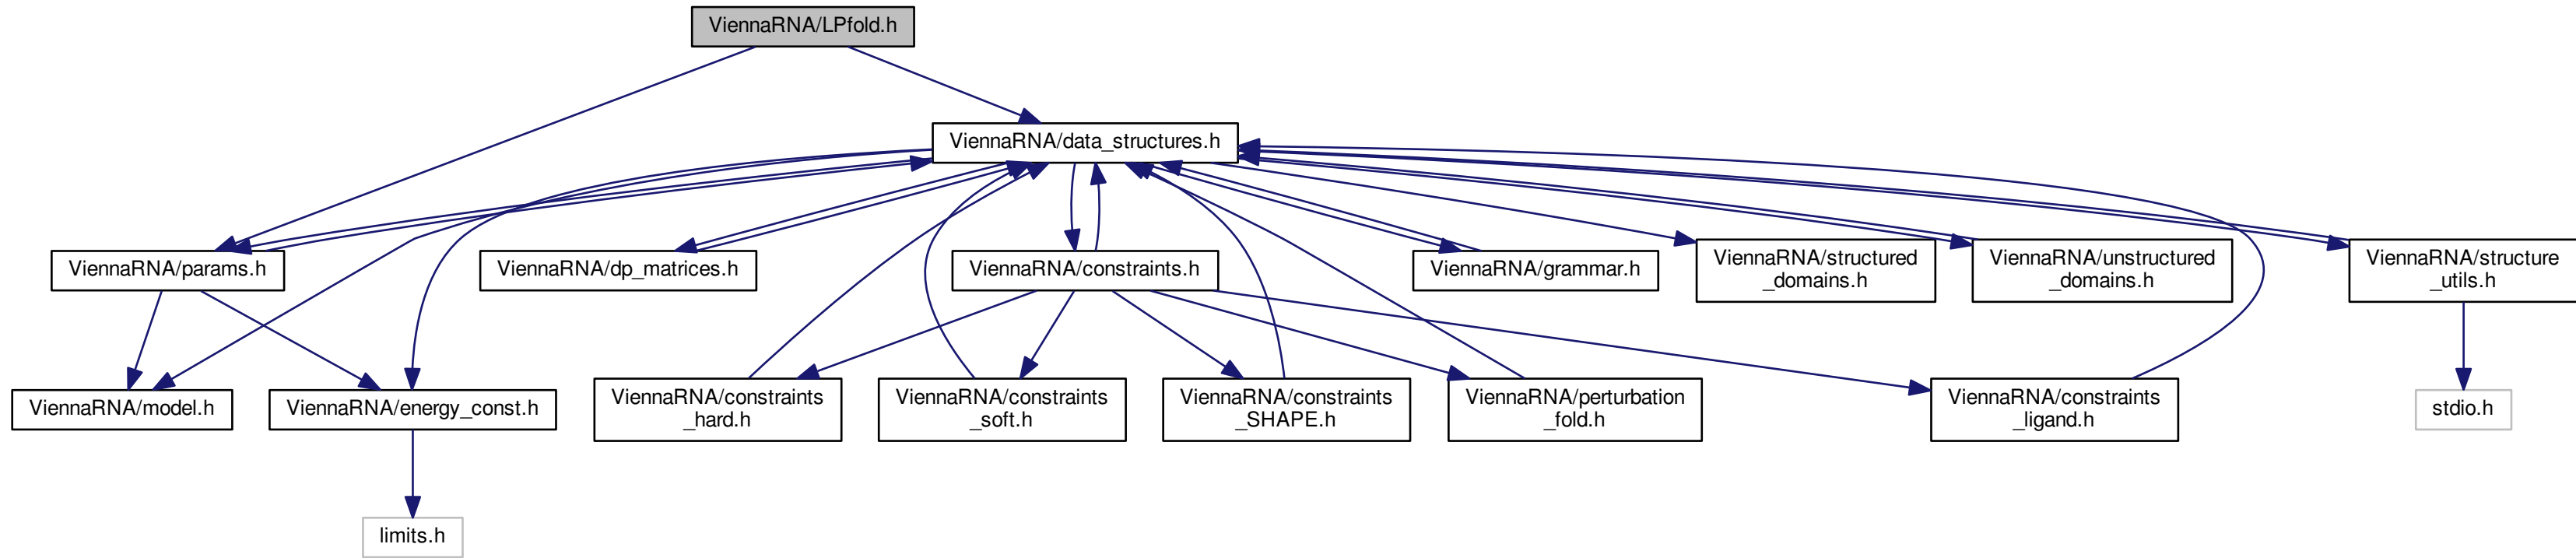 ViennaRNA/LPfold.h
ViennaRNA/data_structures.h
ViennaRNA/params.h
ViennaRNA/dp_matrices.h
ViennaRNA/constraints.h
ViennaRNA/grammar.h
ViennaRNA/structured
_domains.h
ViennaRNA/unstructured
_domains.h
ViennaRNA/structure
_utils.h
ViennaRNA/model.h
ViennaRNA/energy_const.h
ViennaRNA/constraints
_hard.h
ViennaRNA/constraints
_soft.h
ViennaRNA/constraints
_SHAPE.h
ViennaRNA/perturbation
_fold.h
ViennaRNA/constraints
_ligand.h
stdio.h
limits.h